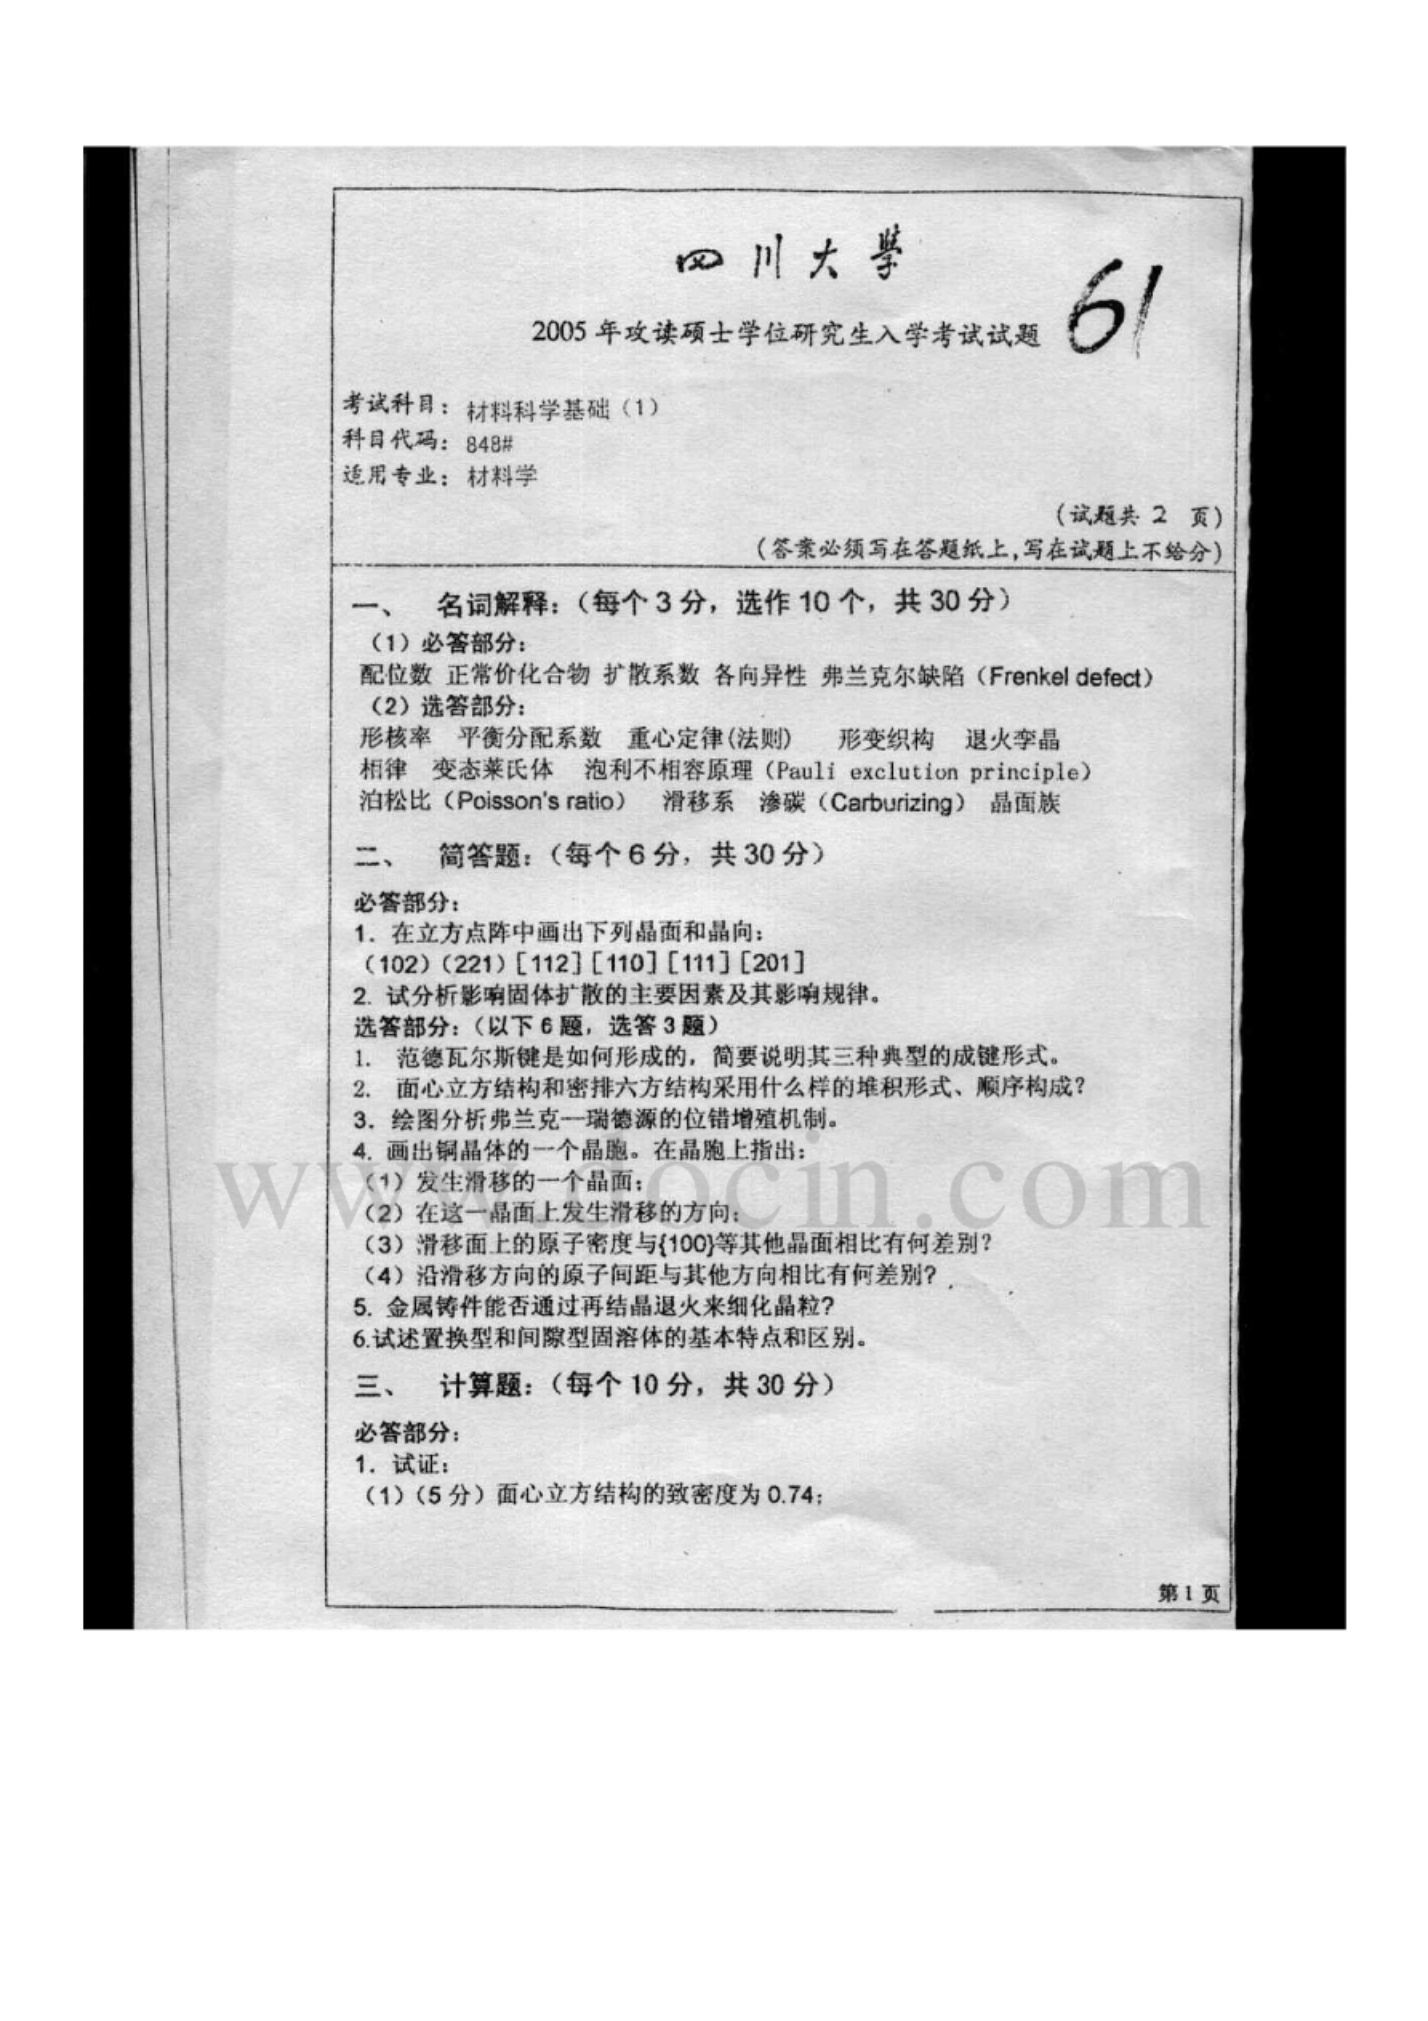 四川大学
61
2005 年攻读硕士学位研究生入学考试试题
考试科目：材料科学基础（1）
科目代码：848#
适用专业：材料学
（试题共 2 页）
（答案必须写在答题纸上，写在试题上不给分）
一、 名词解释：（每个 3 分，选作 10 个，共 30 分）
（1）必答部分：
配位数 正常价化合物 扩散系数 各向异性 弗兰克尔缺陷（Frenkel defect）
（2）选答部分：
形核率 平衡分配系数 重心定律(法则) 形变织构 退火孪晶
相律 变态莱氏体 泡利不相容原理（Pauli exclution principle）
泊松比（Poisson's ratio） 滑移系 渗碳（Carburizing） 晶面族
二、 简答题：（每个 6 分，共 30 分）
必答部分：
1. 在立方点阵中画出下列晶面和晶向：
（102）（221）[112] [110] [111] [201]
2. 试分析影响固体扩散的主要因素及其影响规律。
选答部分：（以下 6 题，选答 3 题）
1. 范德瓦尔斯键是如何形成的，简要说明其三种典型的成键形式。
2. 面心立方结构和密排六方结构采用什么样的堆积形式、顺序构成？
3. 绘图分析弗兰克—瑞德源的位错增殖机制。
4. 画出铜晶体的一个晶胞。在晶胞上指出：
（1）发生滑移的一个晶面；
（2）在这一晶面上发生滑移的方向；
（3）滑移面上的原子密度与{100}等其他晶面相比有何差别？
（4）沿滑移方向的原子间距与其他方向相比有何差别？
5. 金属铸件能否通过再结晶退火来细化晶粒？
6.试述置换型和间隙型固溶体的基本特点和区别。
三、 计算题：（每个 10 分，共 30 分）
必答部分：
1. 试证：
（1）（5 分）面心立方结构的致密度为 0.74；
第 1 页
www.docin.com